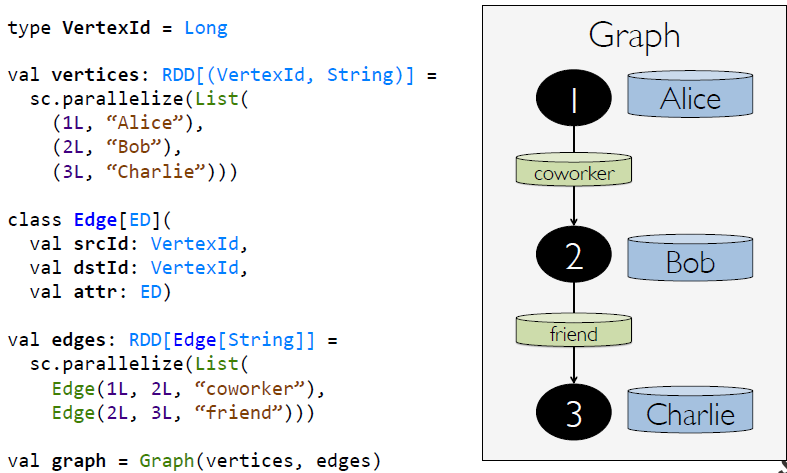 type VertexId = Long
val vertices: RDD[(VertexId, String)] =
  sc.parallelize(List(
    (1L, “Alice”),
    (2L, “Bob”),
    (3L, “Charlie”)))
class Edge[ED](
  val srcId: VertexId,
  val dstId: VertexId,
  val attr: ED)
val edges: RDD[Edge[String]] =
  sc.parallelize(List(
    Edge(1L, 2L, “coworker”),
    Edge(2L, 3L, “friend”)))
val graph = Graph(vertices, edges)
Graph
1 Alice
coworker
2 Bob
friend
3 Charlie